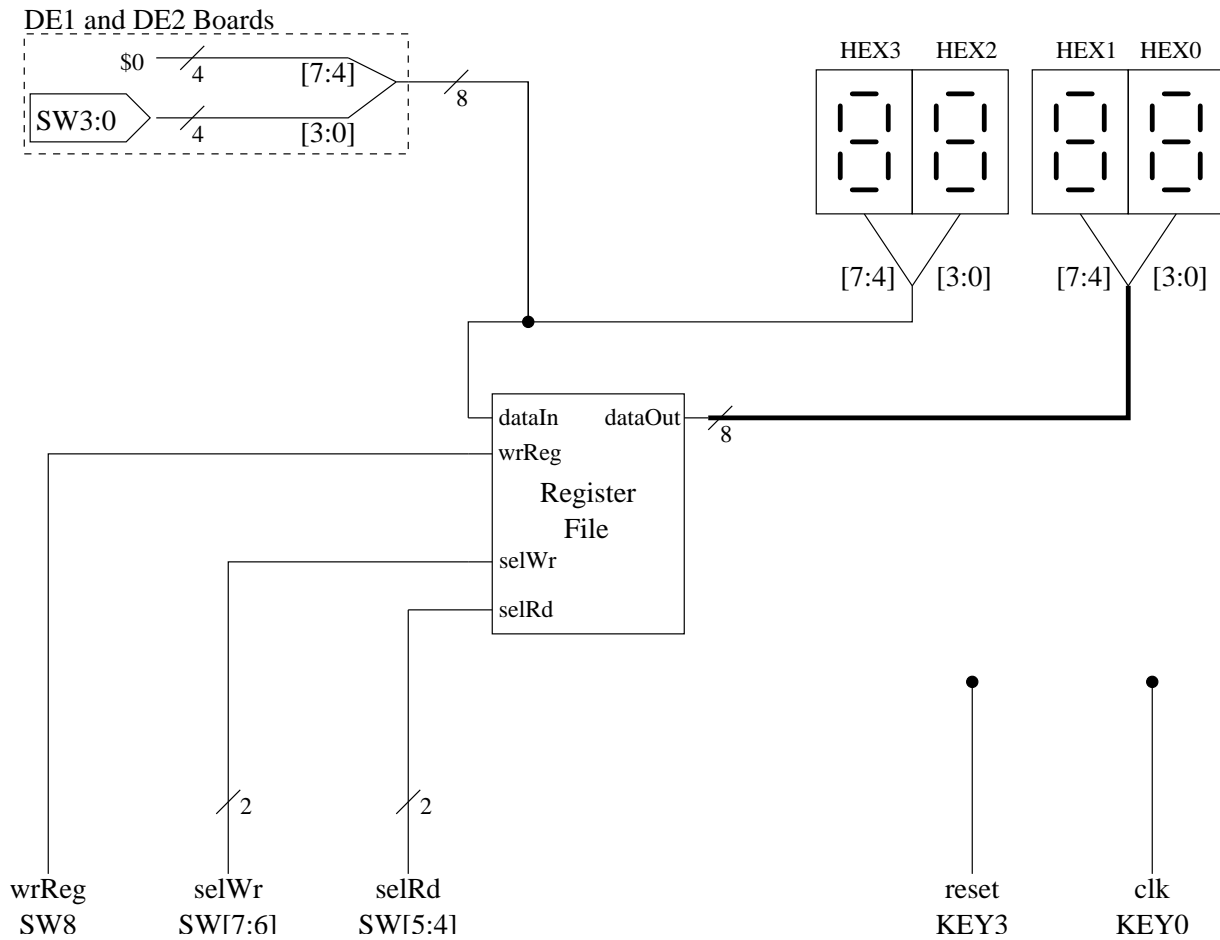 DE1 and DE2 Boards
$0
4
[7:4]
SW3:0
4
[3:0]
8
HEX3
HEX2
HEX1
HEX0
[7:4]
[3:0]
[7:4]
[3:0]
dataIn
dataOut
8
wrReg
Register
File
selWr
selRd
2
2
wrReg
SW8
selWr
SW[7:6]
selRd
SW[5:4]
reset
KEY3
clk
KEY0